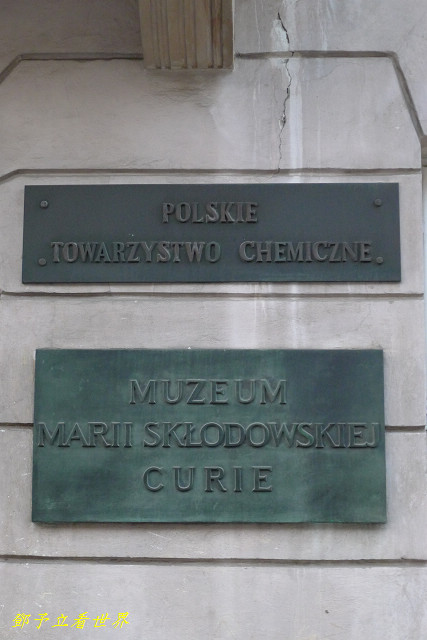 POLSKIE
TOWARZYSTWO CHEMICZNE
MUZEUM
MARII SKŁODOWSKIEJ
CURIE
鄧予立看世界